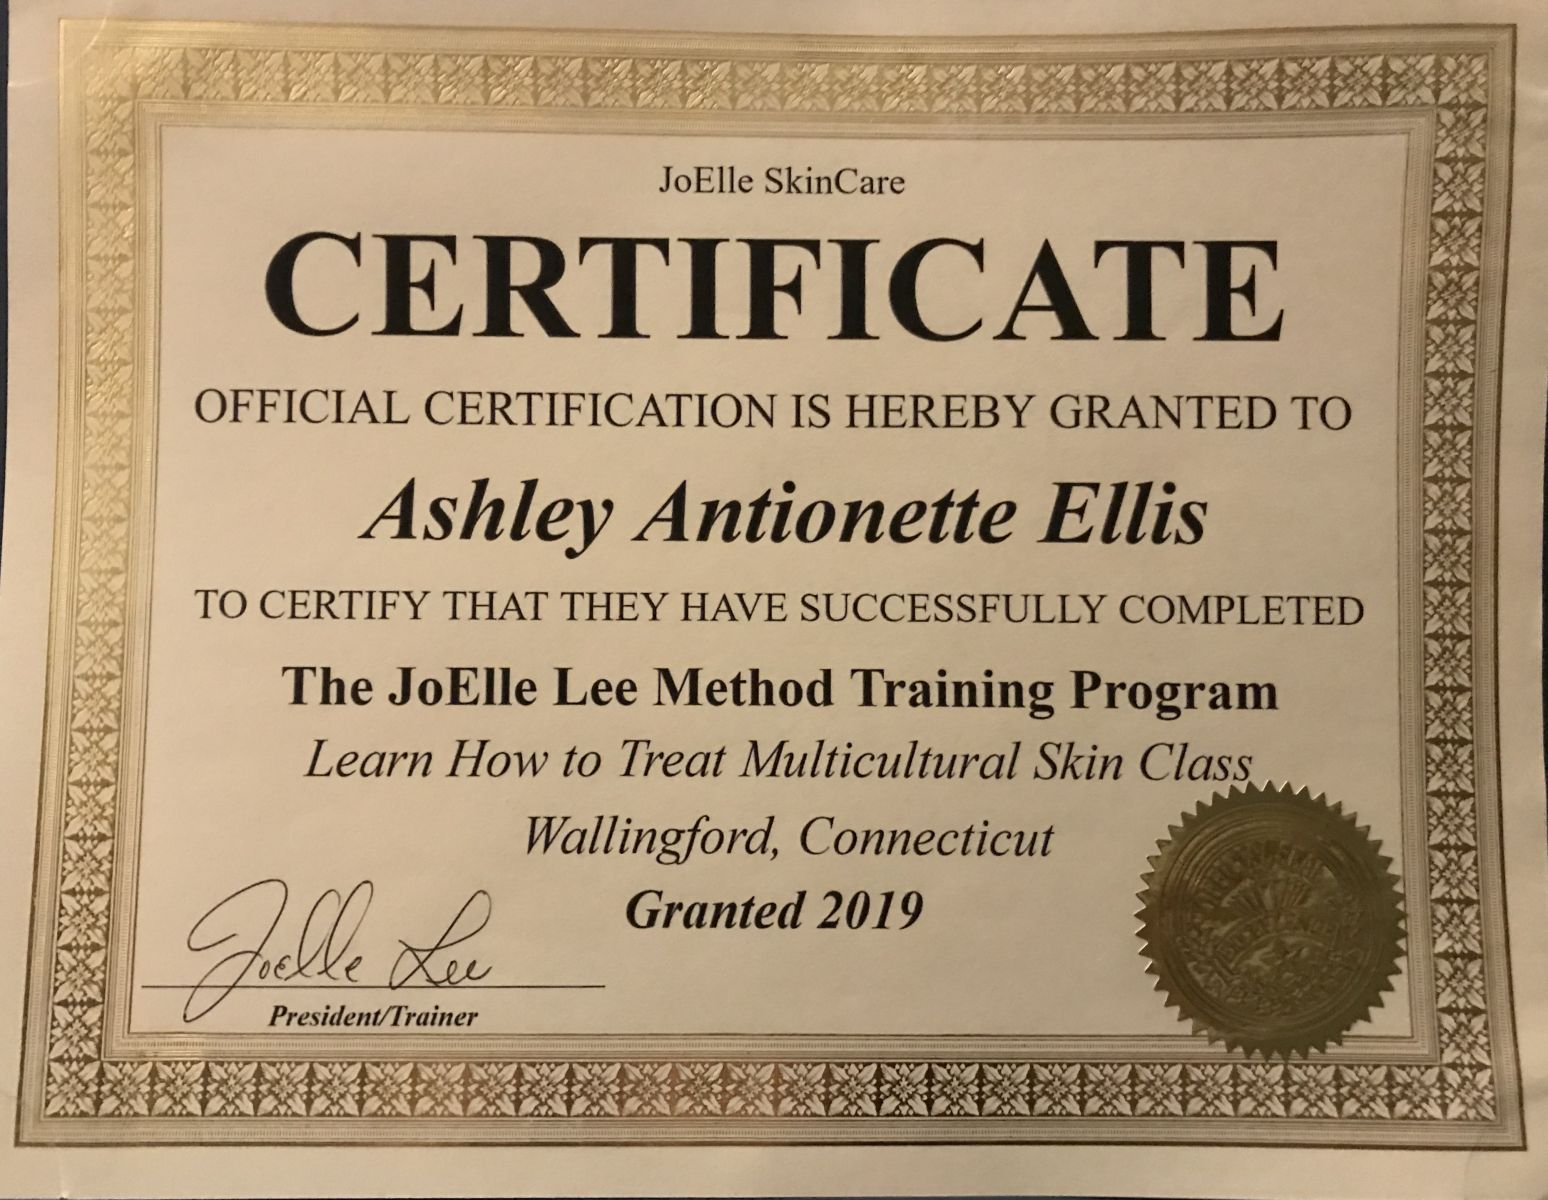 JoElle SkinCare
CERTIFICATE
OFFICIAL CERTIFICATION IS HEREBY GRANTED TO
Ashley Antionette Ellis
TO CERTIFY THAT THEY HAVE SUCCESSFULLY COMPLETED
The JoElle Lee Method Training Program
Learn How to Treat Multicultural Skin Class
Wallingford, Connecticut
Granted 2019
Joelle Lee
President/Trainer